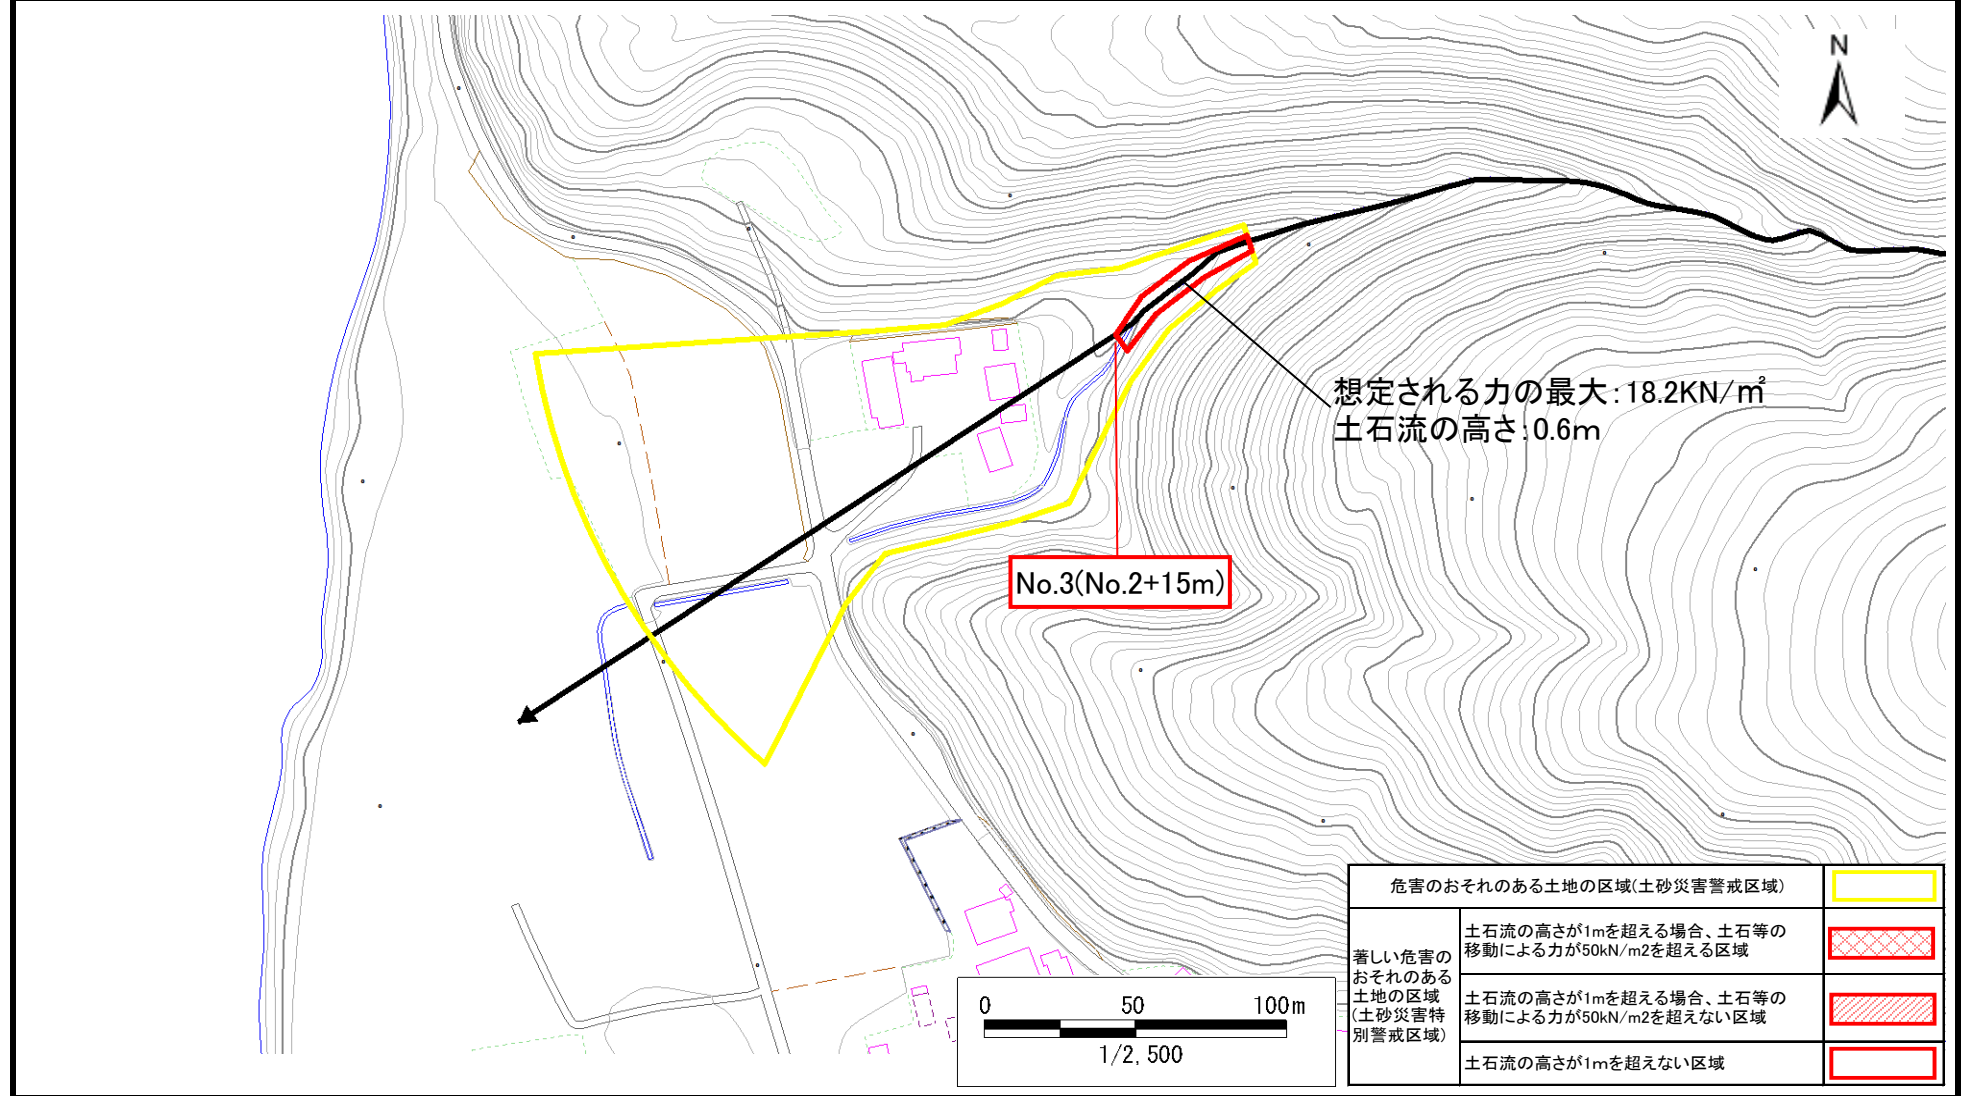 N
想定される力の最大：18.2KN/㎡
土石流の高さ：0.6m
No.3(No.2+15m)
0 50 100m
1/2,500
危害のおそれのある土地の区域(土砂災害警戒区域)
著しい危害の
おそれのある
土地の区域
(土砂災害特
別警戒区域)
土石流の高さが1mを超える場合、土石等の
移動による力が50kN/m2を超える区域
土石流の高さが1mを超える場合、土石等の
移動による力が50kN/m2を超えない区域
土石流の高さが1mを超えない区域